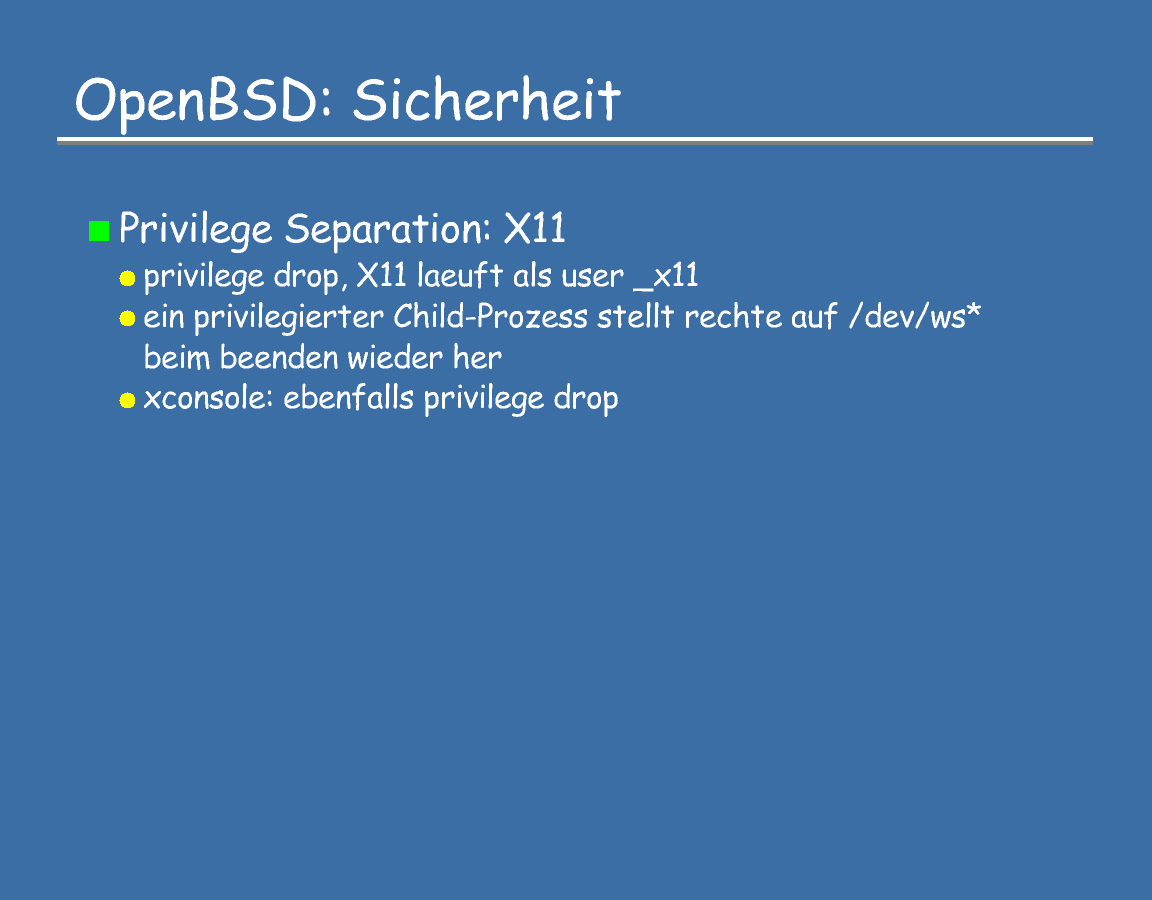 OpenBSD: Sicherheit
Privilege Separation: X11
privilege drop, X11 laeuft als user _x11
ein privilegierter Child-Prozess stellt rechte auf /dev/ws*
beim beenden wieder her
xconsole: ebenfalls privilege drop